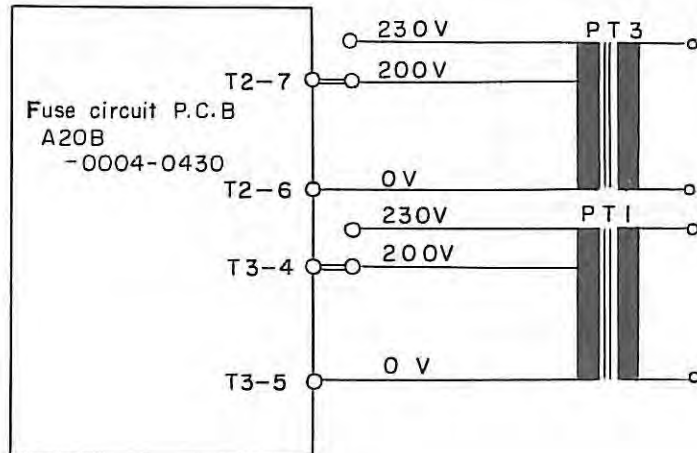 230V
PT3
T2-7
200V
Fuse circuit P.C.B
A20B
-0004-0430
T2-6
0V
230V
PT1
T3-4
200V
T3-5
0 V